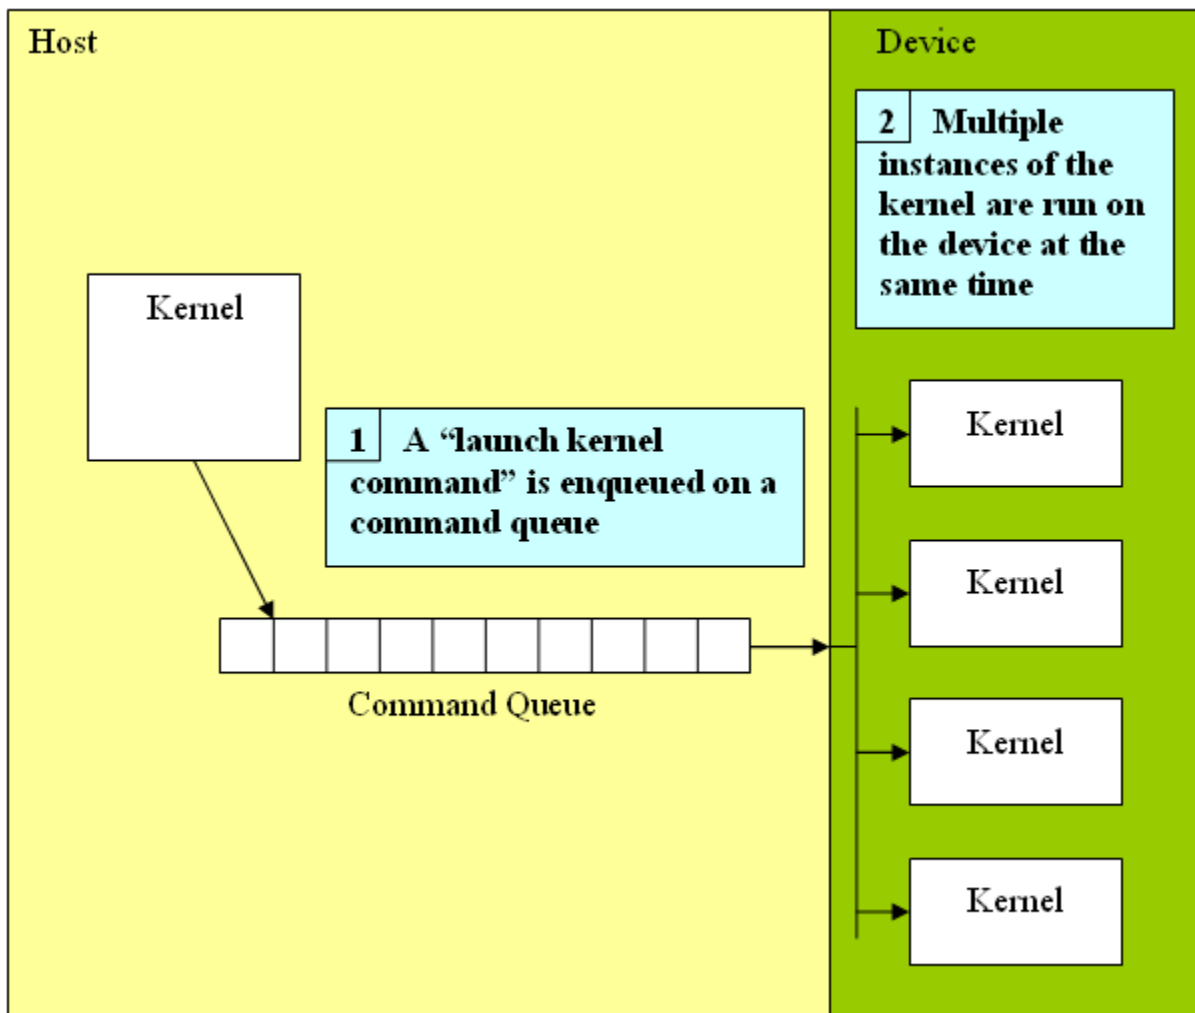 Host
Device
2 Multiple
instances of the
kernel are run on
the device at the
same time
Kernel
1 A “launch kernel
command” is enqueued on a
command queue
Command Queue
Kernel
Kernel
Kernel
Kernel